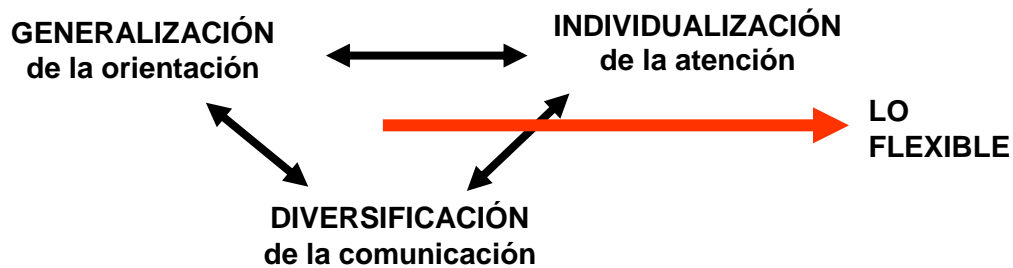 GENERALIZACIÓN
de la orientación
INDIVIDUALIZACIÓN
de la atención
LO
FLEXIBLE
DIVERSIFICACIÓN
de la comunicación